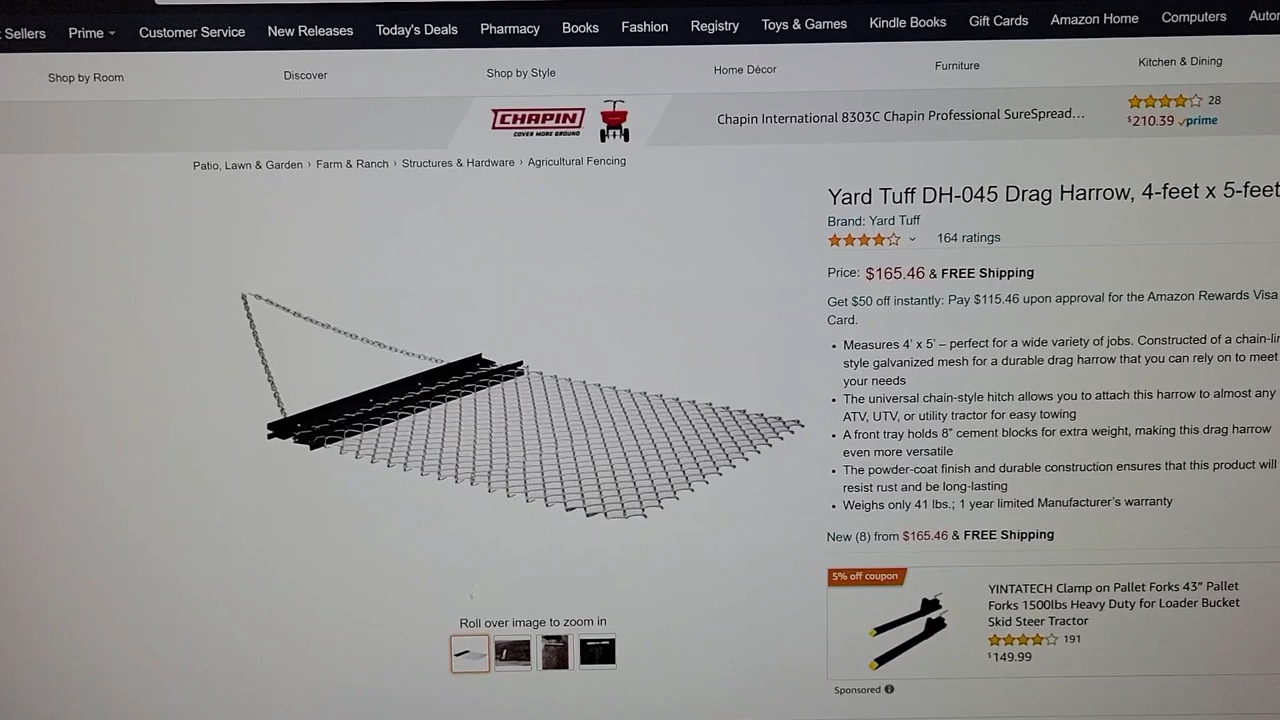 Sellers
Prime
Customer Service
New Releases
Today's Deals
Pharmacy
Books
Fashion
Registry
Toys & Games
Kindle Books
Gift Cards
Amazon Home
Computers
Shop by Room
Discover
Shop by Style
Home Décor
Furniture
Kitchen & Dining
CHAPIN
COVER MORE GROUND
Chapin International 8303C Chapin Professional SureSpread...
28
$210.39 prime
Patio, Lawn & Garden › Farm & Ranch › Structures & Hardware › Agricultural Fencing
Yard Tuff DH-045 Drag Harrow, 4-feet x 5-feet
Brand: Yard Tuff
164 ratings
Price: $165.46 & FREE Shipping
Get $50 off instantly: Pay $115.46 upon approval for the Amazon Rewards Visa
Card.
• Measures 4' x 5' – perfect for a wide variety of jobs. Constructed of a chain-li
style galvanized mesh for a durable drag harrow that you can rely on to meet
your needs
• The universal chain-style hitch allows you to attach this harrow to almost any
ATV, UTV, or utility tractor for easy towing
• A front tray holds 8" cement blocks for extra weight, making this drag harrow
even more versatile
• The powder-coat finish and durable construction ensures that this product will
resist rust and be long-lasting
• Weighs only 41 lbs.; 1 year limited Manufacturer's warranty
New (8) from $165.46 & FREE Shipping
5% off coupon
YINTATECH Clamp on Pallet Forks 43" Pallet
Forks 1500lbs Heavy Duty for Loader Bucket
Skid Steer Tractor
191
$149.99
Sponsored
Roll over image to zoom in